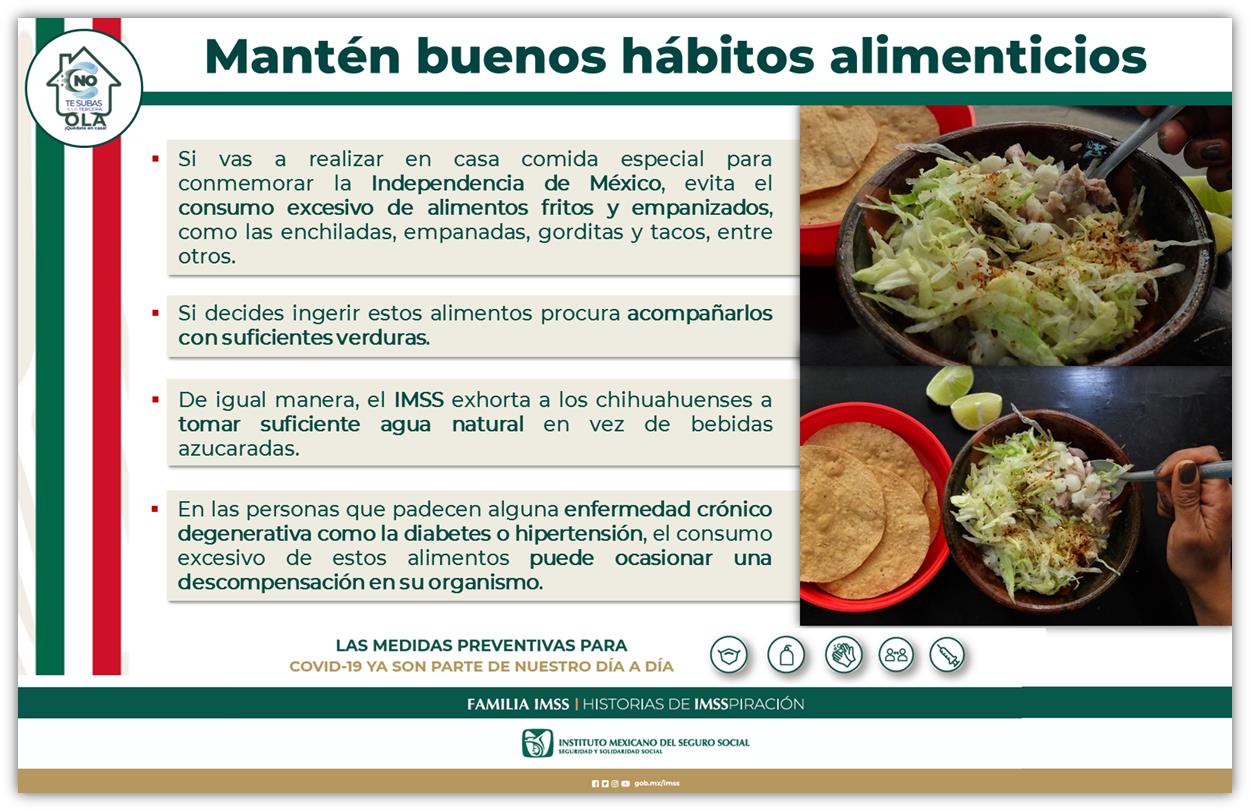 Mantén buenos hábitos alimenticios
NO
TE SUBAS
A LA TERCERA
OLA
¡Quédate en casa!
Si vas a realizar en casa comida especial para
conmemorar la Independencia de México, evita el
consumo excesivo de alimentos fritos y empanizados,
como las enchiladas, empanadas, gorditas y tacos, entre
otros.
Si decides ingerir estos alimentos procura acompañarlos
con suficientes verduras.
De igual manera, el IMSS exhorta a los chihuahuenses a
tomar suficiente agua natural en vez de bebidas
azucaradas.
En las personas que padecen alguna enfermedad crónico
degenerativa como la diabetes o hipertensión, el consumo
excesivo de estos alimentos puede ocasionar una
descompensación en su organismo.
LAS MEDIDAS PREVENTIVAS PARA
COVID-19 YA SON PARTE DE NUESTRO DÍA A DÍA
FAMILIA IMSS | HISTORIAS DE IMSSPIRACIÓN
INSTITUTO MEXICANO DEL SEGURO SOCIAL
SEGURIDAD Y SOLIDARIDAD SOCIAL
gob.mx/imss